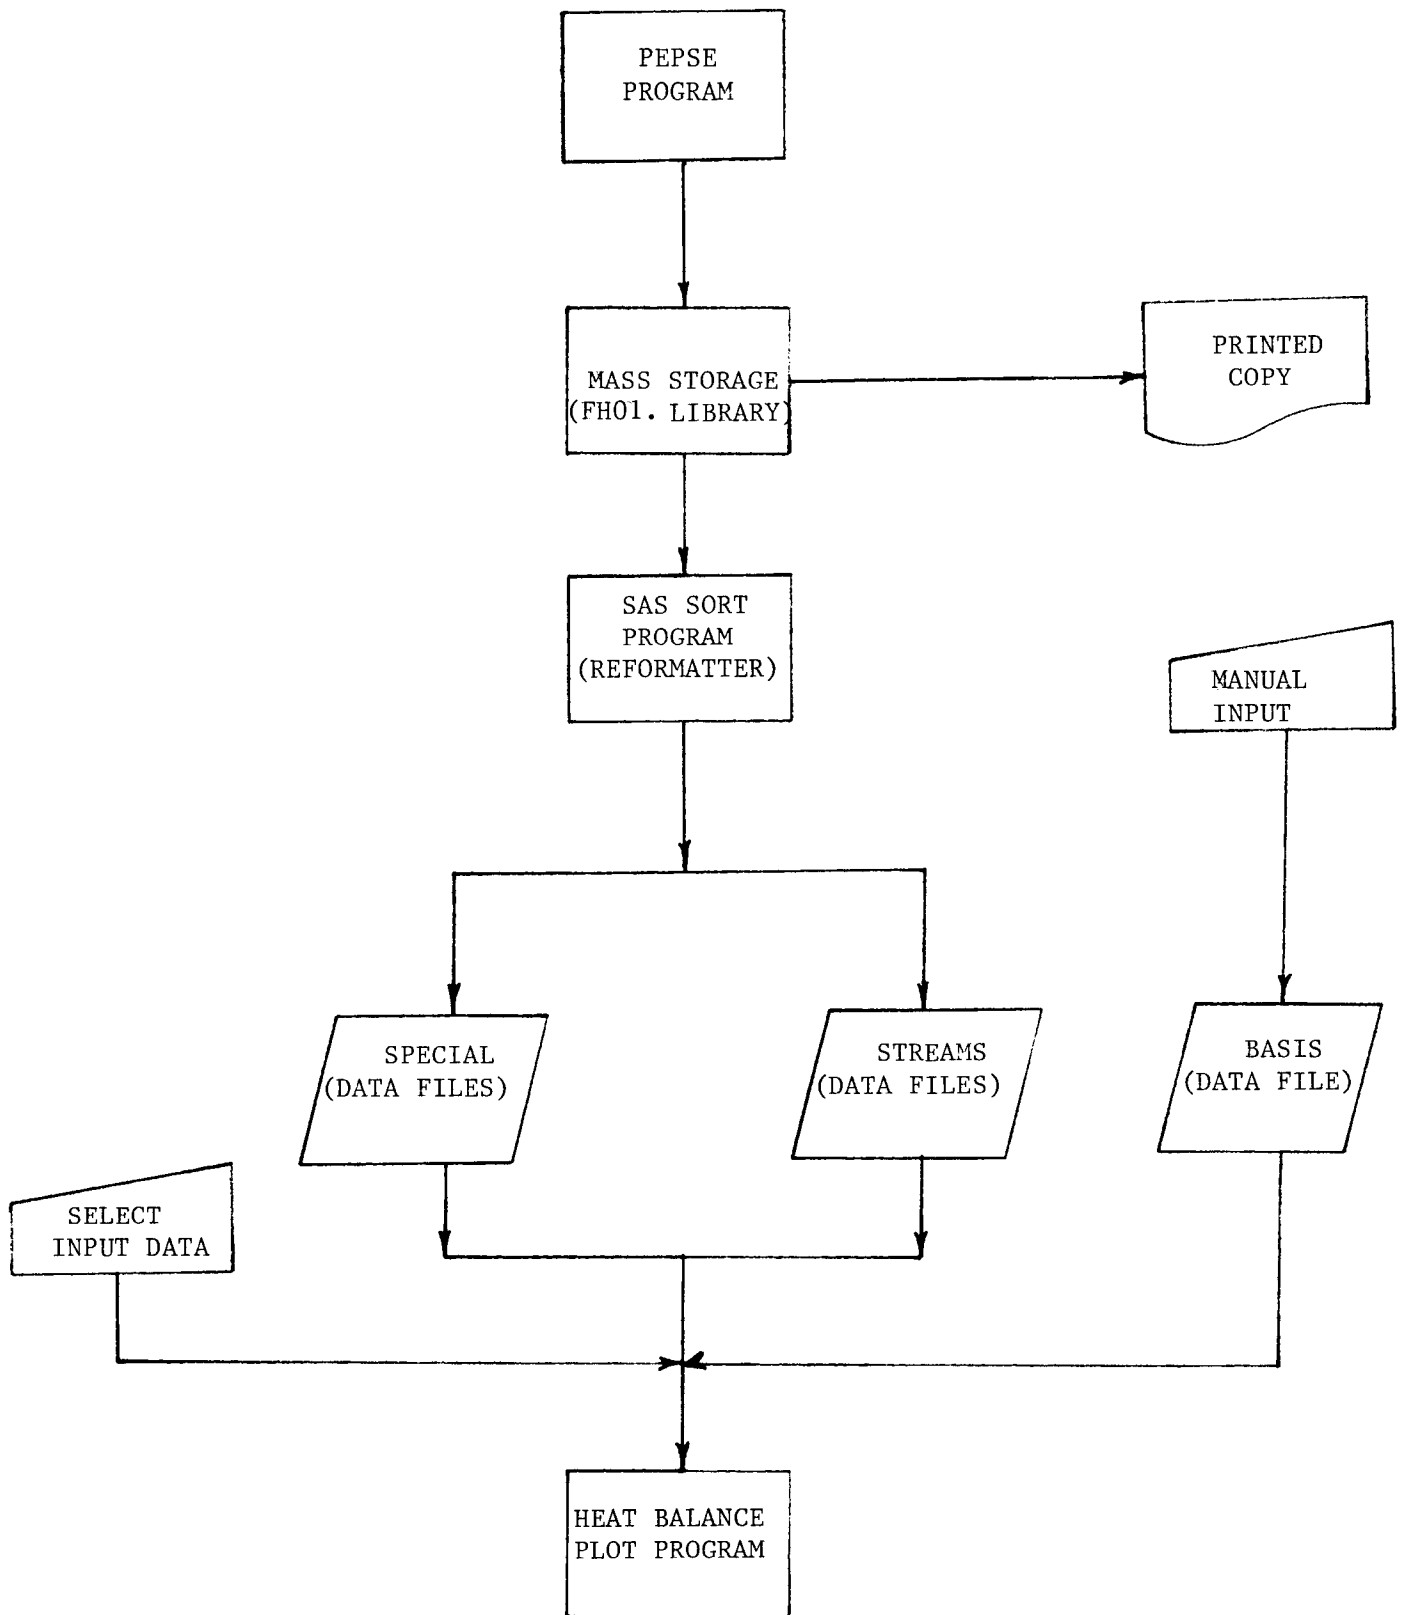 PEPSE
PROGRAM
MASS STORAGE
(FH01. LIBRARY)
PRINTED
COPY
SAS SORT
PROGRAM
(REFORMATTER)
MANUAL
INPUT
SPECIAL
(DATA FILES)
STREAMS
(DATA FILES)
BASIS
(DATA FILE)
SELECT
INPUT DATA
HEAT BALANCE
PLOT PROGRAM